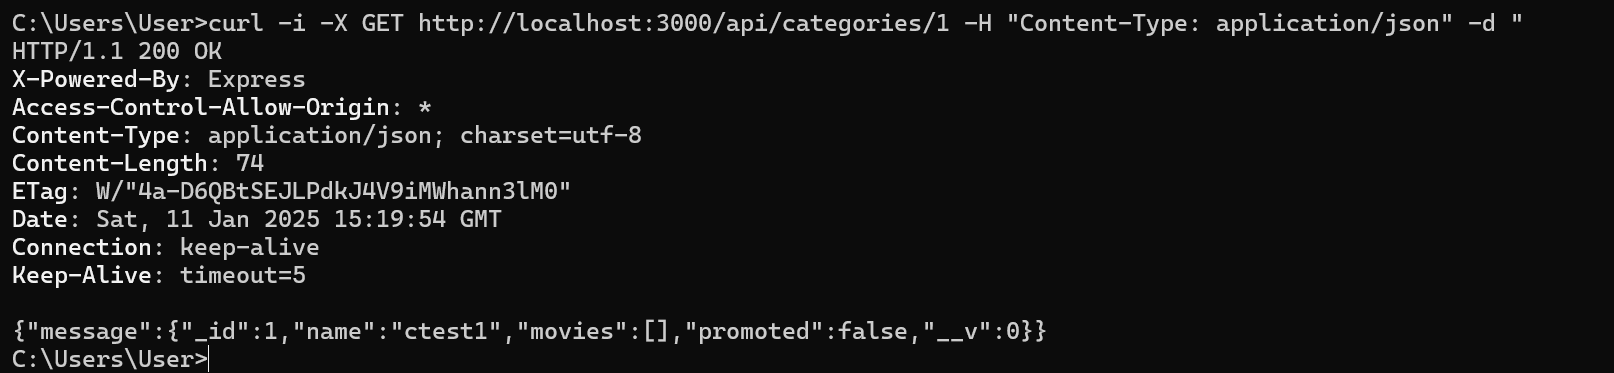 C:\Users\User>curl -i -X GET http://localhost:3000/api/categories/1 -H "Content-Type: application/json" -d "
HTTP/1.1 200 OK
X-Powered-By: Express
Access-Control-Allow-Origin: *
Content-Type: application/json; charset=utf-8
Content-Length: 74
ETag: W/"4a-D6QBtSEJLPdkJ4V9iMWhann3lM0"
Date: Sat, 11 Jan 2025 15:19:54 GMT
Connection: keep-alive
Keep-Alive: timeout=5
{"message":{"_id":1,"name":"ctest1","movies":[],"promoted":false,"__v":0}}
C:\Users\User>